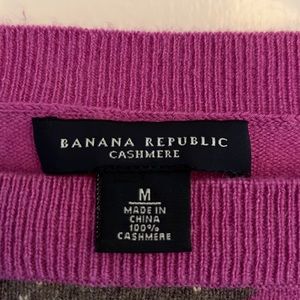 BANANA REPUBLIC
CASHMERE
M
MADE IN
CHINA
100%
CASHMERE